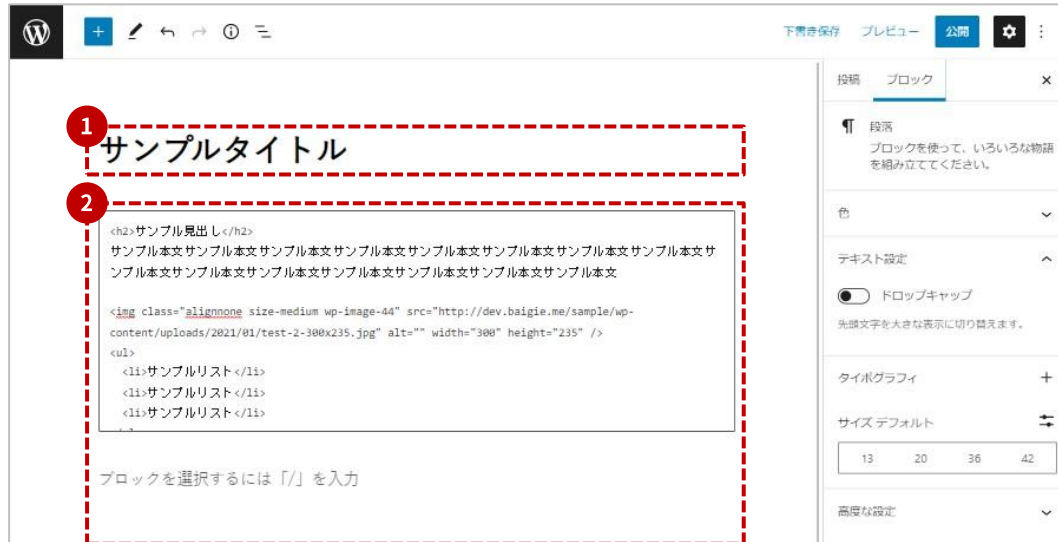 下書き保存 プレビュー 公開
投稿 ブロック
段落
ブロックを使って、いろいろな物語
を組み立ててください。
色
テキスト設定
ドロップキャップ
先頭文字を大きな表示に切り替えます。
タイポグラフィ
サイズ デフォルト
13 20 36 42
高度な設定
1
サンプルタイトル
2
<h2>サンプル見出し</h2>
サンプル本文サンプル本文サンプル本文サンプル本文サンプル本文サンプル本文サンプル本文サンプル本文サ
ンプル本文サンプル本文サンプル本文サンプル本文サンプル本文サンプル本文サンプル本文
<img class="alignnone size-medium wp-image-44" src="http://dev.baigie.me/sample/wp-
content/uploads/2021/01/test-2-300x235.jpg" alt="" width="300" height="235" />
<ul>
<li>サンプルリスト</li>
<li>サンプルリスト</li>
<li>サンプルリスト</li>
ブロックを選択するには「/」を入力